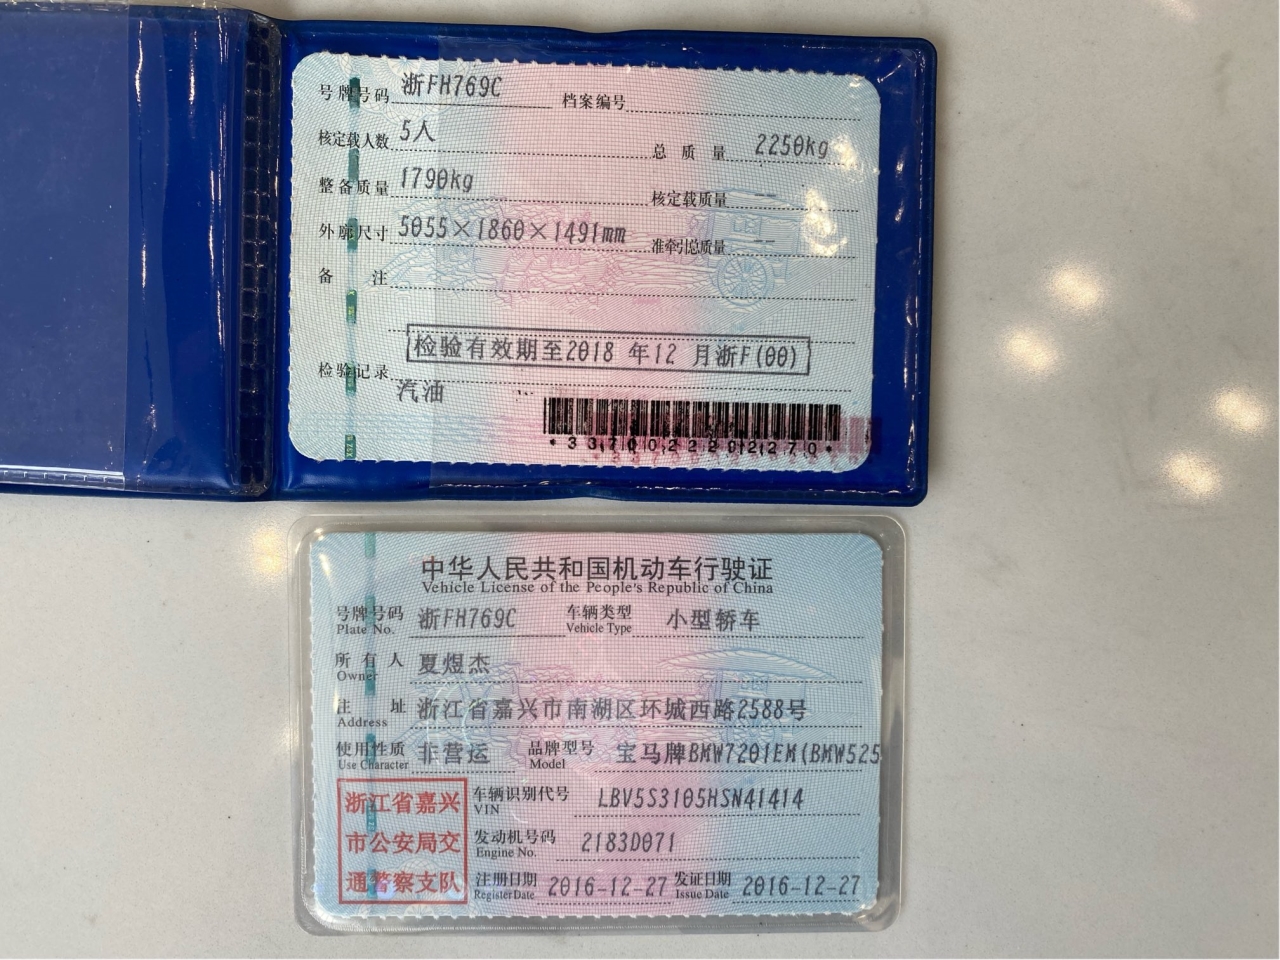 号牌号码 浙FH769C 档案编号
核定载人数 5人 总质量 2250kg
整备质量 1790kg 核定载质量 --
外廓尺寸 5055×1860×1491mm 准牵引总质量 --
备注
检验有效期至2018 年12 月浙F(00)
检验记录
汽油
*3370022202270*
中华人民共和国机动车行驶证
Vehicle License of the People's Republic of China
号牌号码 浙FH769C 车辆类型 小型轿车
Plate No. Vehicle Type
所有人 夏煜杰
Owner
住址 浙江省嘉兴市南湖区环城西路2588号
Address
使用性质 非营运 品牌型号 宝马牌BMW7201EM(BMW525
Use Character Model
浙江省嘉兴
市公安局交
通警察支队
车辆识别代号 LBV5S3105HSN41414
VIN
发动机号码 2183D071
Engine No.
注册日期 2016-12-27 发证日期 2016-12-27
Register Date Issue Date